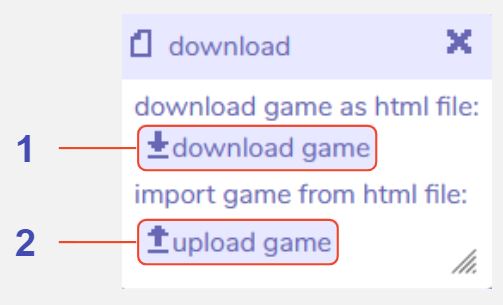 download
download game as html file:
1 download game
import game from html file:
2 upload game